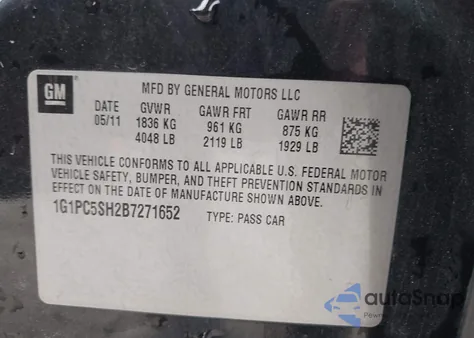 GM
MFD BY GENERAL MOTORS LLC
DATE GVWR GAWR FRT GAWR RR
05/11 1836 KG 961 KG 875 KG
4048 LB 2119 LB 1929 LB
THIS VEHICLE CONFORMS TO ALL APPLICABLE U.S. FEDERAL MOTOR
VEHICLE SAFETY, BUMPER, AND THEFT PREVENTION STANDARDS
IN EFFECT ON THE DATE OF MANUFACTURE SHOWN ABOVE.
1G1PC5SH2B7271652 TYPE: PASS CAR
autoSnap